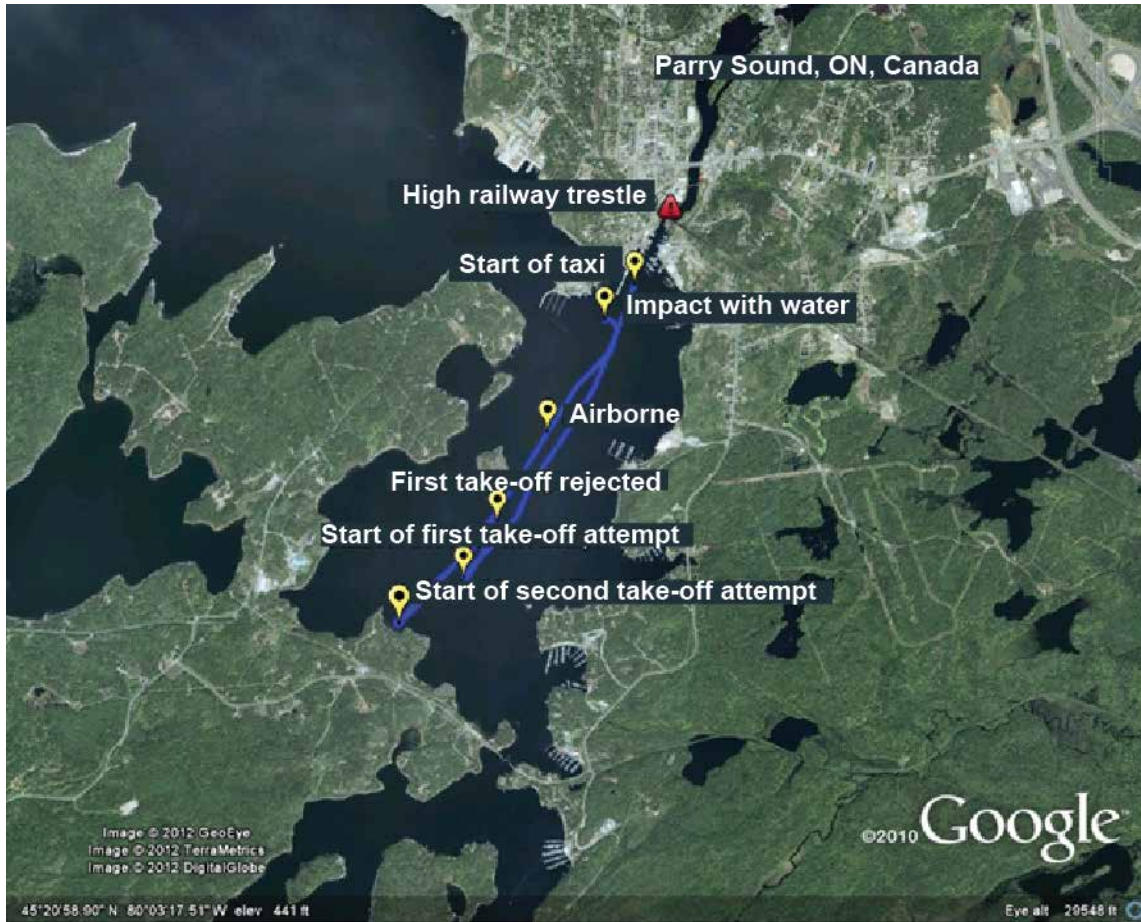 Parry Sound, ON, Canada
High railway trestle
Start of taxi
Impact with water
Airborne
First take-off rejected
Start of first take-off attempt
Start of second take-off attempt
©2010 Google
Image © 2012 GeoEye
Image © 2012 TerraMetrics
Image © 2012 DigitalGlobe
45°20'58.90" N 80°03'17.51" W elev 441 ft
Eye alt 29548 ft